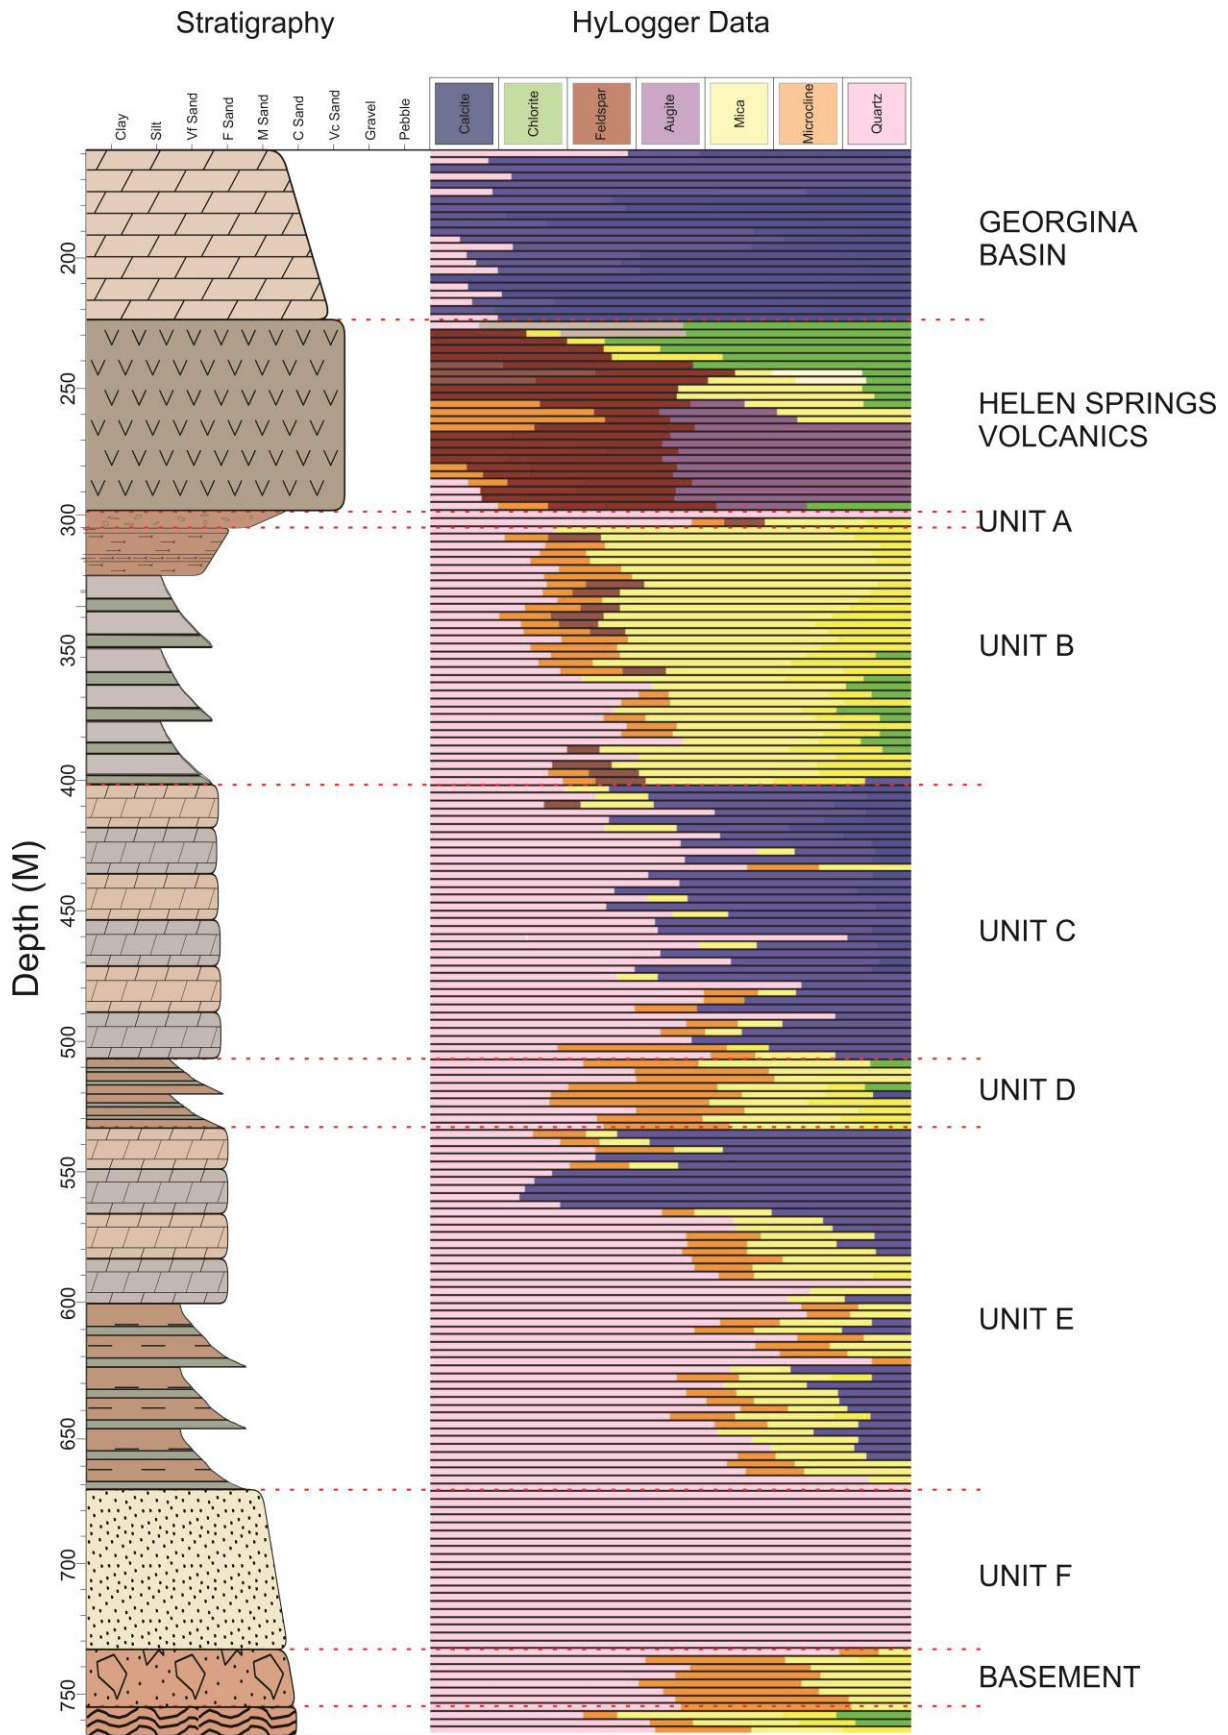 Stratigraphy
HyLogger Data
Clay
Silt
Vf Sand
F Sand
M Sand
C Sand
Vc Sand
Gravel
Pebble
Calcite
Chlorite
Feldspar
Augite
Mica
Microcline
Quartz
Depth (M)
200
250
300
350
400
450
500
550
600
650
700
750
GEORGINA
BASIN
HELEN SPRINGS
VOLCANICS
UNIT A
UNIT B
UNIT C
UNIT D
UNIT E
UNIT F
BASEMENT